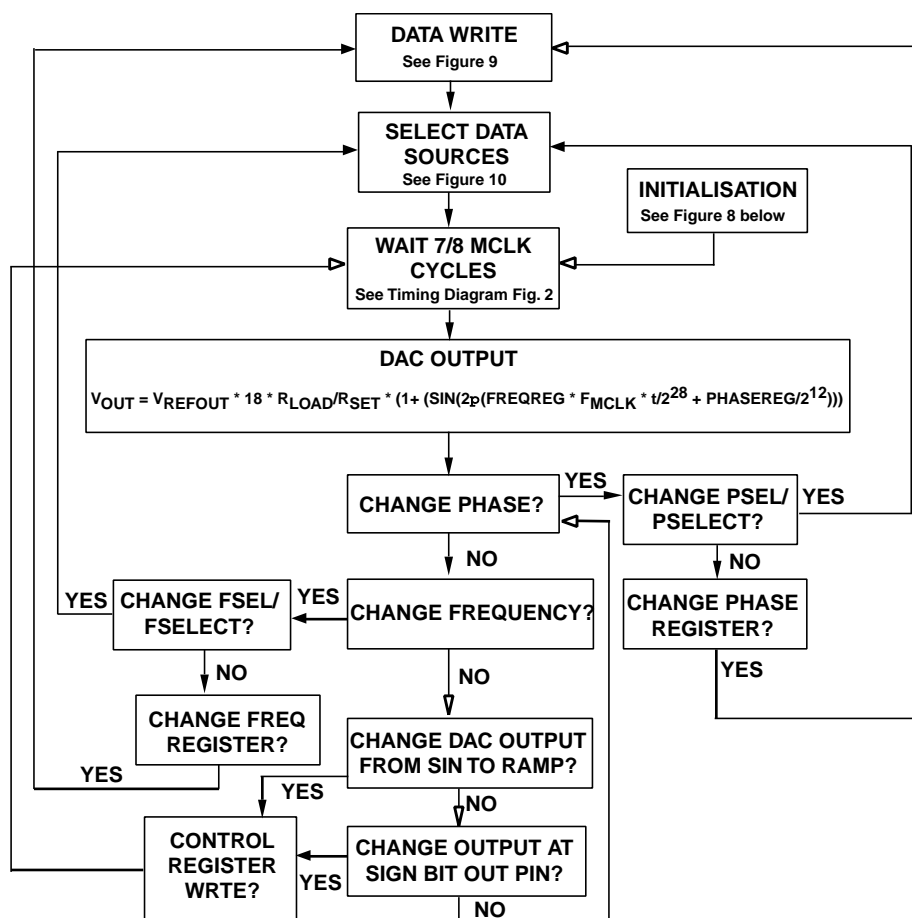 DATA WRITE
See Figure 9
SELECT DATA
SOURCES
See Figure 10
INITIALISATION
See Figure 8 below
WAIT 7/8 MCLK
CYCLES
See Timing Diagram Fig. 2
DAC OUTPUT
VOUT = VREFOUT * 18 * RLOAD/RSET * (1+ (SIN(2p(FREQREG * FMCLK * t/2^28 + PHASEREG/2^12)))
CHANGE PHASE?
YES
CHANGE PSEL/
PSELECT?
YES
NO
NO
CHANGE PHASE
REGISTER?
YES
CHANGE FREQUENCY?
YES
CHANGE FSEL/
FSELECT?
YES
NO
NO
CHANGE FREQ
REGISTER?
YES
CHANGE DAC OUTPUT
FROM SIN TO RAMP?
YES
NO
CONTROL
REGISTER
WRTE?
CHANGE OUTPUT AT
SIGN BIT OUT PIN?
YES
NO